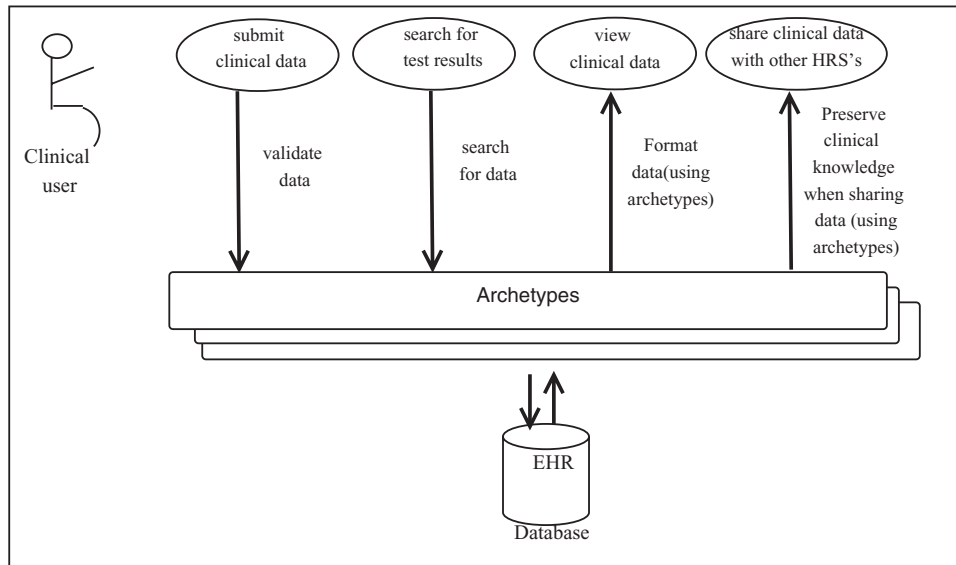 submit
clinical data
search for
test results
view
clinical data
share clinical data
with other HRS's
Clinical
user
validate
data
search
for data
Format
data(using
archetypes)
Preserve
clinical
knowledge
when sharing
data (using
archetypes)
Archetypes
EHR
Database